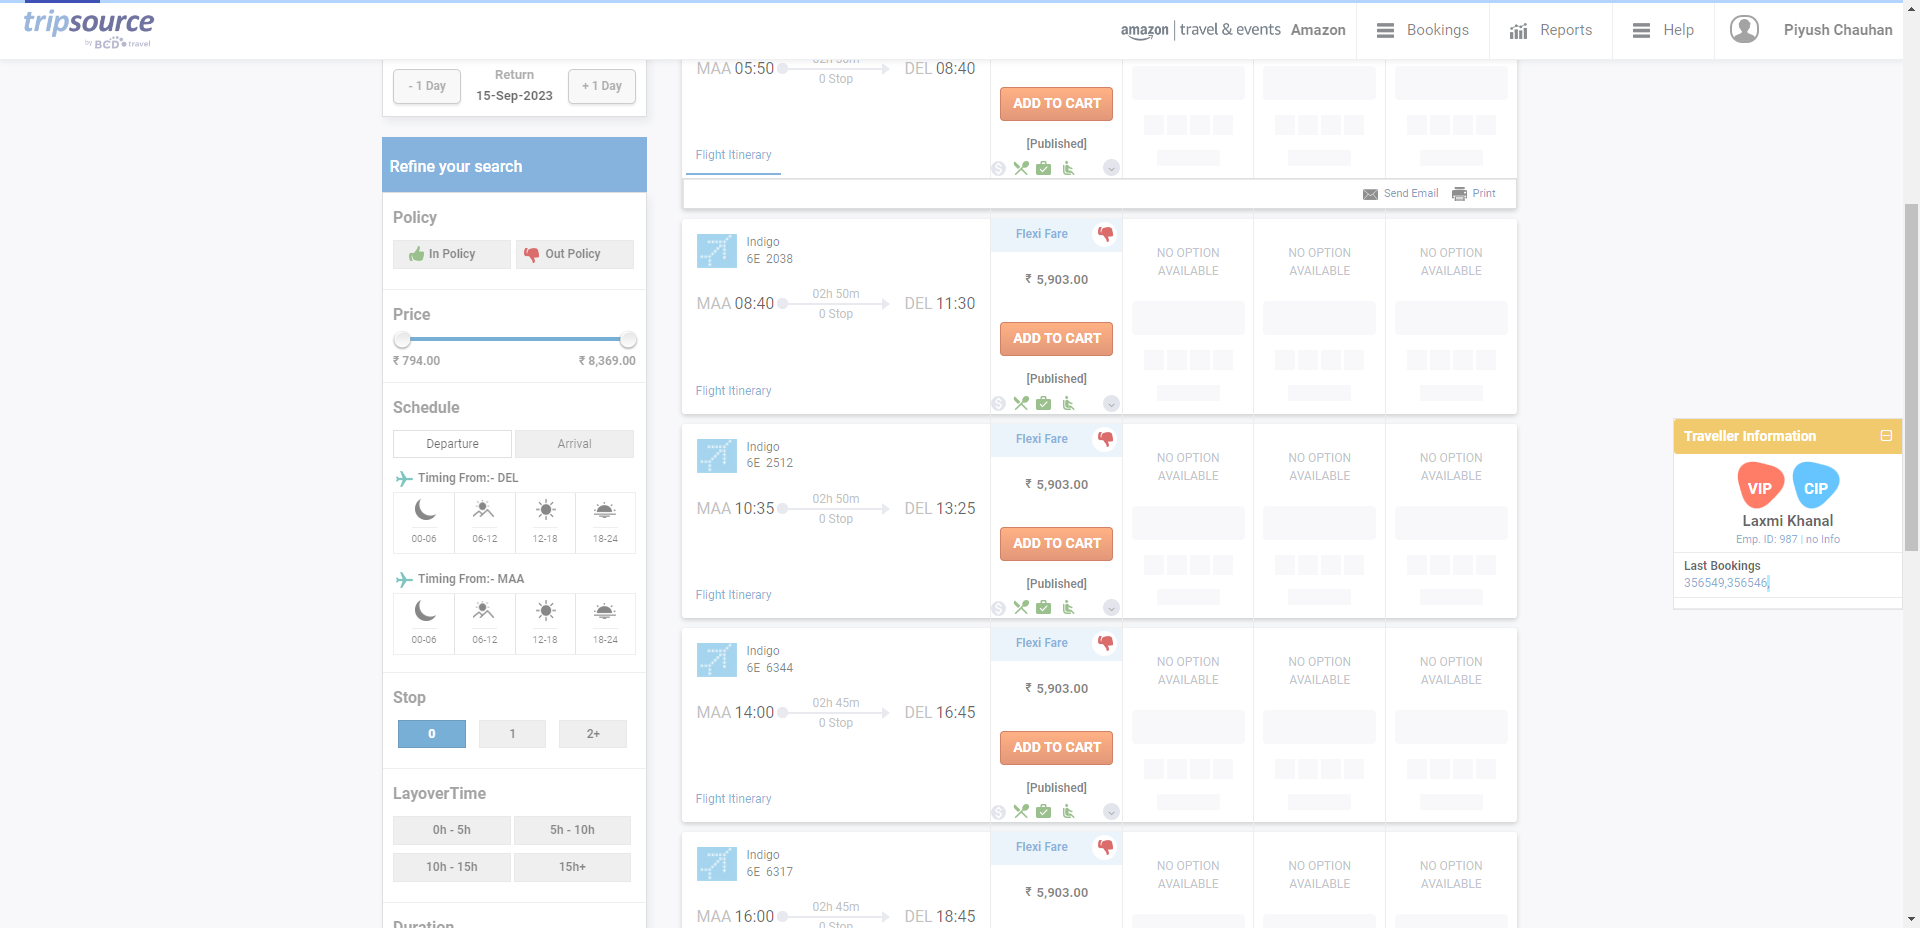 tripsource
by BCD travel
amazon | travel & events Amazon
Bookings
Reports
Help
Piyush Chauhan
- 1 Day
Return
15-Sep-2023
+ 1 Day
Refine your search
Policy
In Policy
Out Policy
Price
₹ 794.00
₹ 8,369.00
Schedule
Departure
Arrival
Timing From:- DEL
00-06
06-12
12-18
18-24
Timing From:- MAA
00-06
06-12
12-18
18-24
Stop
0
1
2+
LayoverTime
0h - 5h
5h - 10h
10h - 15h
15h+
Duration
MAA 05:50
0 Stop
DEL 08:40
ADD TO CART
[Published]
Flight Itinerary
Send Email
Print
Indigo
6E 2038
MAA 08:40
02h 50m
0 Stop
DEL 11:30
Flight Itinerary
Flexi Fare
₹ 5,903.00
ADD TO CART
[Published]
NO OPTION
AVAILABLE
NO OPTION
AVAILABLE
NO OPTION
AVAILABLE
Indigo
6E 2512
MAA 10:35
02h 50m
0 Stop
DEL 13:25
Flight Itinerary
Flexi Fare
₹ 5,903.00
ADD TO CART
[Published]
NO OPTION
AVAILABLE
NO OPTION
AVAILABLE
NO OPTION
AVAILABLE
Indigo
6E 6344
MAA 14:00
02h 45m
0 Stop
DEL 16:45
Flight Itinerary
Flexi Fare
₹ 5,903.00
ADD TO CART
[Published]
NO OPTION
AVAILABLE
NO OPTION
AVAILABLE
NO OPTION
AVAILABLE
Indigo
6E 6317
MAA 16:00
02h 45m
0 Stop
DEL 18:45
Flexi Fare
₹ 5,903.00
NO OPTION
AVAILABLE
NO OPTION
AVAILABLE
NO OPTION
AVAILABLE
Traveller Information
VIP
CIP
Laxmi Khanal
Emp. ID: 987 | no Info
Last Bookings
356549,356546,